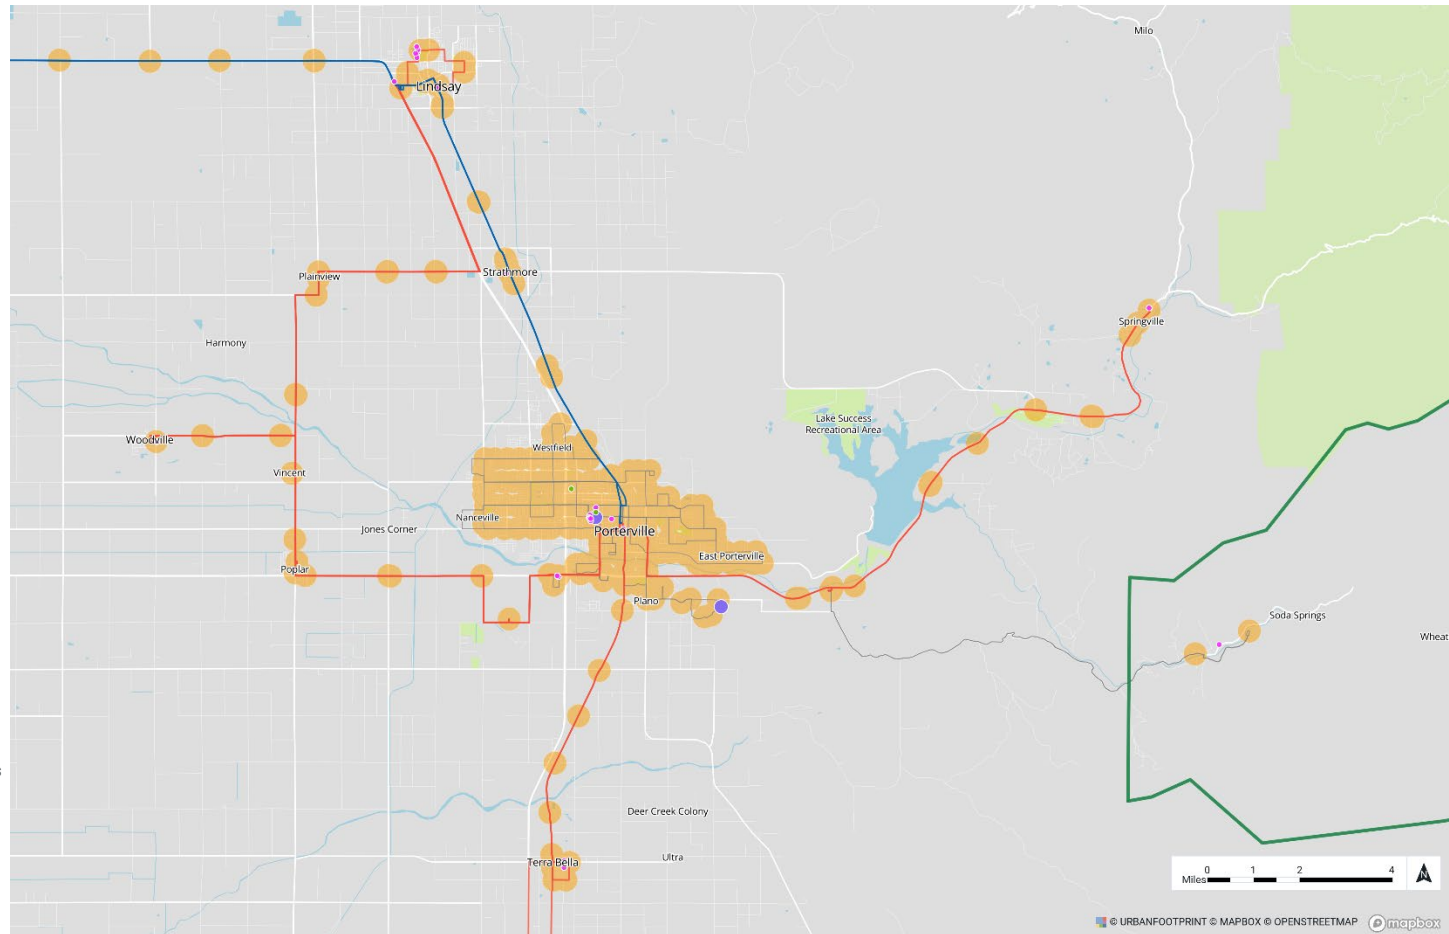 Milo
Lindsay
Plainview
Strathmore
Springville
Harmony
Lake Success
Recreational Area
Woodville
Westfield
Vincent
Nanceville
Jones Corner
Porterville
East Porterville
Poplar
Plano
Soda Springs
Wheat
Deer Creek Colony
Terra Bella
Ultra
0 1 2 4
Miles
N
s
© URBANFOOTPRINT © MAPBOX © OPENSTREETMAP
mapbox